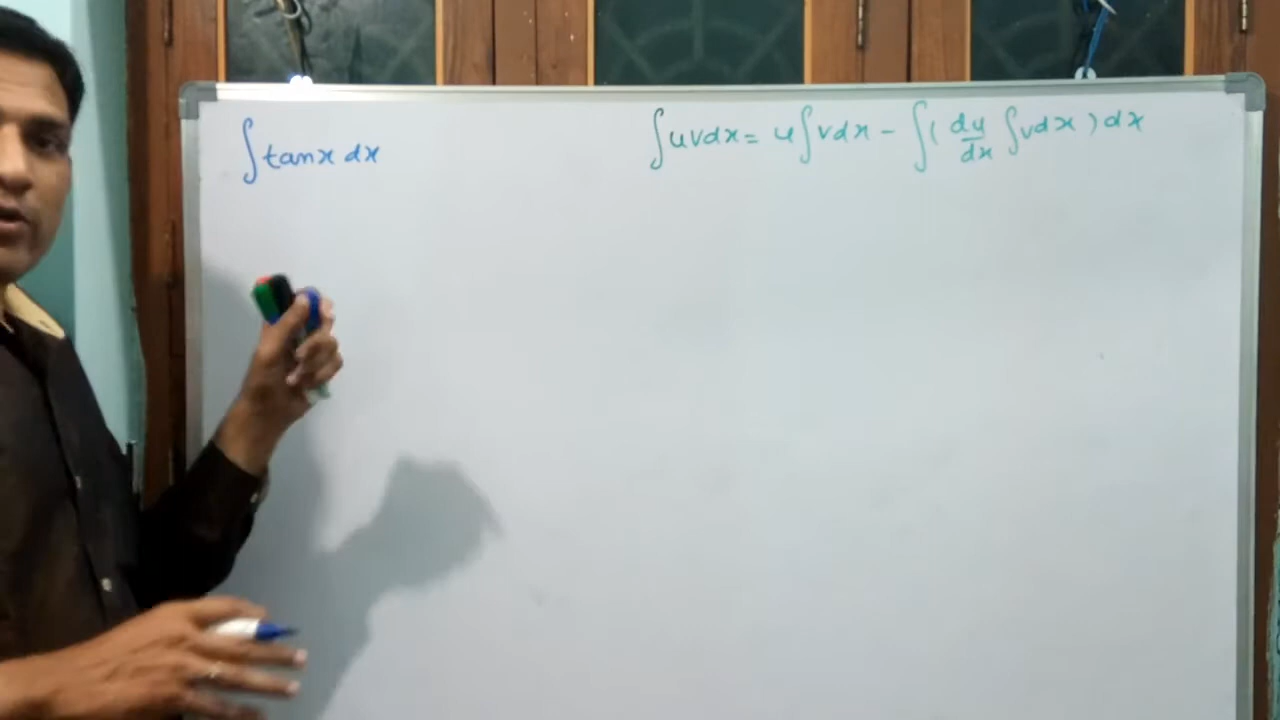 ∫tanx dx
∫uvdx = u∫vdx - ∫( du/dx ∫vdx ) dx